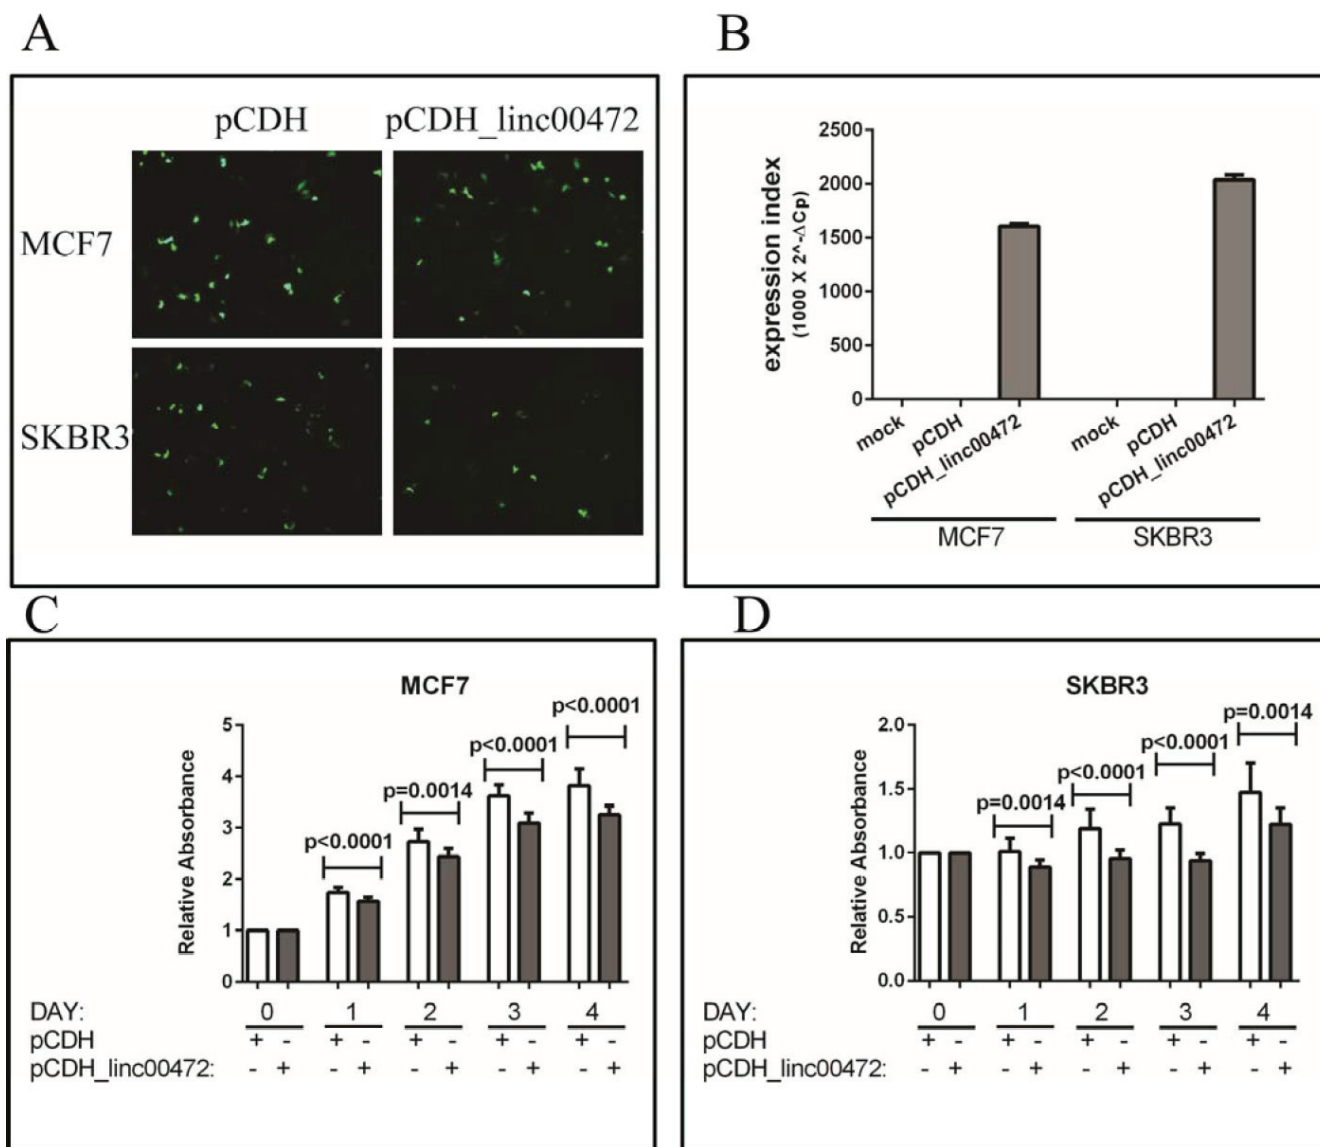 A
pCDH pCDH_linc00472
MCF7
SKBR3
B
expression index
(1000 X 2^-ΔCp)
2500
2000
1500
1000
500
0
mock pCDH pCDH_linc00472 mock pCDH pCDH_linc00472
MCF7 SKBR3
C
MCF7
Relative Absorbance
5
4
3
2
1
0
p<0.0001
p=0.0014
p<0.0001
p<0.0001
DAY: 0 1 2 3 4
pCDH + - + - + - + - + -
pCDH_linc00472: - + - + - + - + - +
D
SKBR3
Relative Absorbance
2.0
1.5
1.0
0.5
0.0
p=0.0014
p<0.0001
p<0.0001
p=0.0014
DAY: 0 1 2 3 4
pCDH + - + - + - + - + -
pCDH_linc00472: - + - + - + - + - +